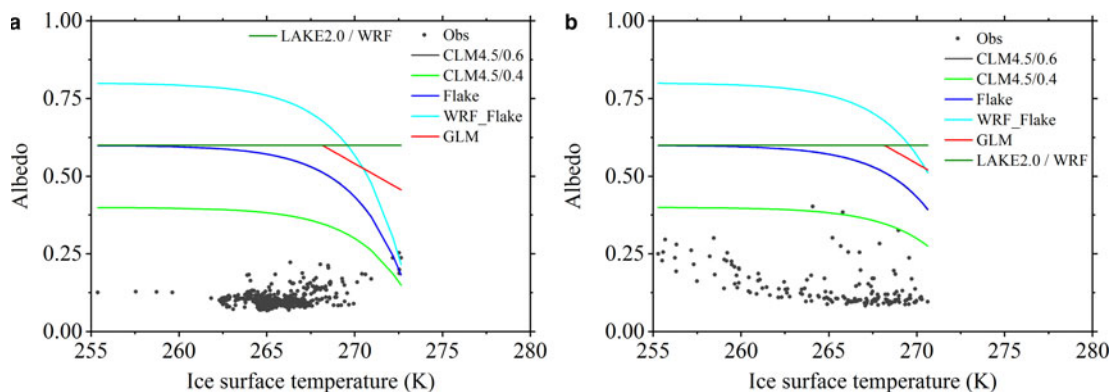 a
LAKE2.0 / WRF
Obs
CLM4.5/0.6
CLM4.5/0.4
Flake
WRF_Flake
GLM
1.00
0.75
0.50
0.25
0.00
Albedo
255 260 265 270 275 280
Ice surface temperature (K)
b
Obs
CLM4.5/0.6
CLM4.5/0.4
Flake
WRF_Flake
GLM
LAKE2.0 / WRF
1.00
0.75
0.50
0.25
0.00
Albedo
255 260 265 270 275 280
Ice surface temperature (K)